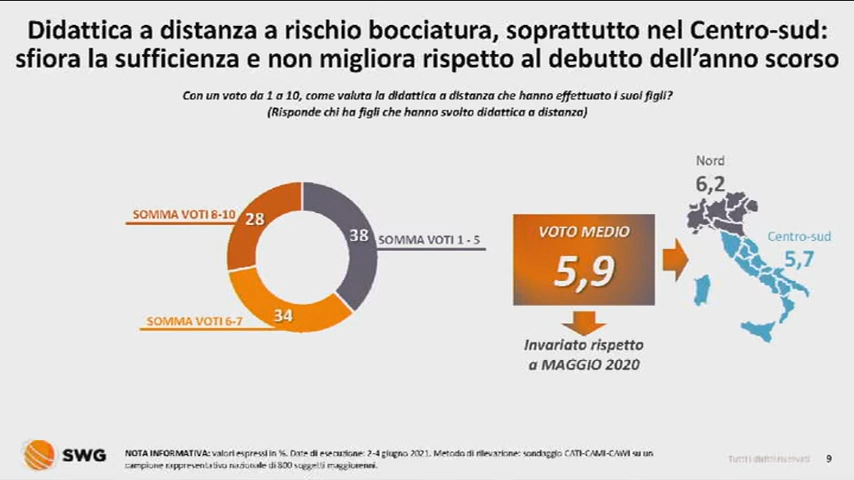 Didattica a distanza a rischio bocciatura, soprattutto nel Centro-sud:
sfiora la sufficienza e non migliora rispetto al debutto dell'anno scorso
Con un voto da 1 a 10, come valuta la didattica a distanza che hanno effettuato i suoi figli?
(Risponde chi ha figli che hanno svolto didattica a distanza)
Nord
6,2
SOMMA VOTI 8-10
28
38
SOMMA VOTI 1 - 5
VOTO MEDIO
5,9
Centro-sud
5,7
SOMMA VOTI 6-7
34
Invariato rispetto
a MAGGIO 2020
SWG
NOTA INFORMATIVA: valori espressi in %. Date di esecuzione: 2-4 giugno 2021. Metodo di rilevazione: sondaggio CATI-CAMI-CAWI su un
campione rappresentativo nazionale di 800 soggetti maggiorenni.
Tutti i diritti riservati
9